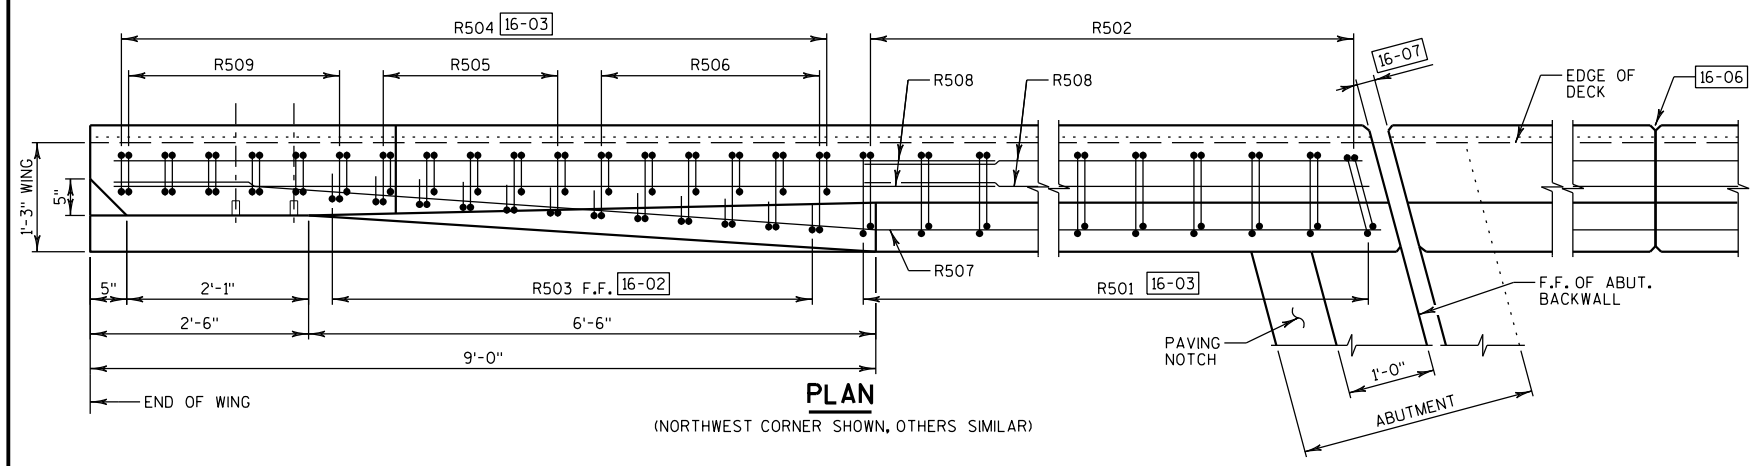 R504 16-03
R502
R509
R505
R506
16-07
R508
R508
EDGE OF
DECK
16-06
1'-3" WING
5"
R507
5"
2'-1"
R503 F.F. 16-02
R501 16-03
F.F. OF ABUT.
BACKWALL
2'-6"
6'-6"
PAVING
NOTCH
9'-0"
1'-0"
END OF WING
PLAN
ABUTMENT
(NORTHWEST CORNER SHOWN, OTHERS SIMILAR)